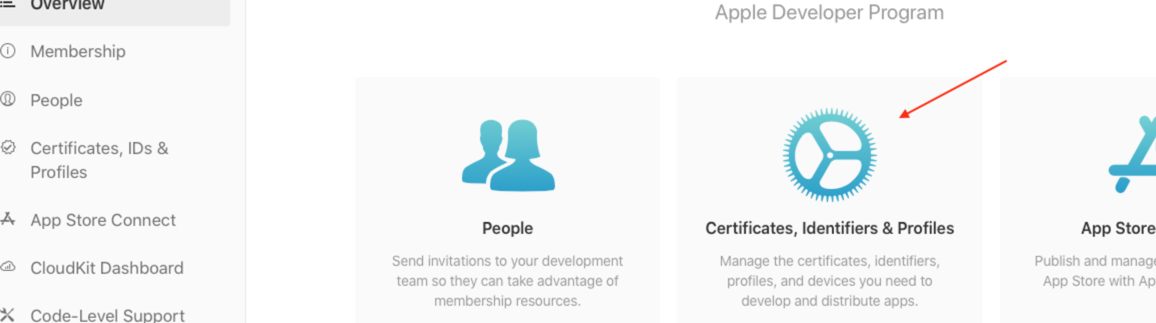 Overview
Membership
People
Certificates, IDs &
Profiles
App Store Connect
CloudKit Dashboard
Code-Level Support
Apple Developer Program
People
Send invitations to your development
team so they can take advantage of
membership resources.
Certificates, Identifiers & Profiles
Manage the certificates, identifiers,
profiles, and devices you need to
develop and distribute apps.
App Store
Publish and manage
App Store with Ap